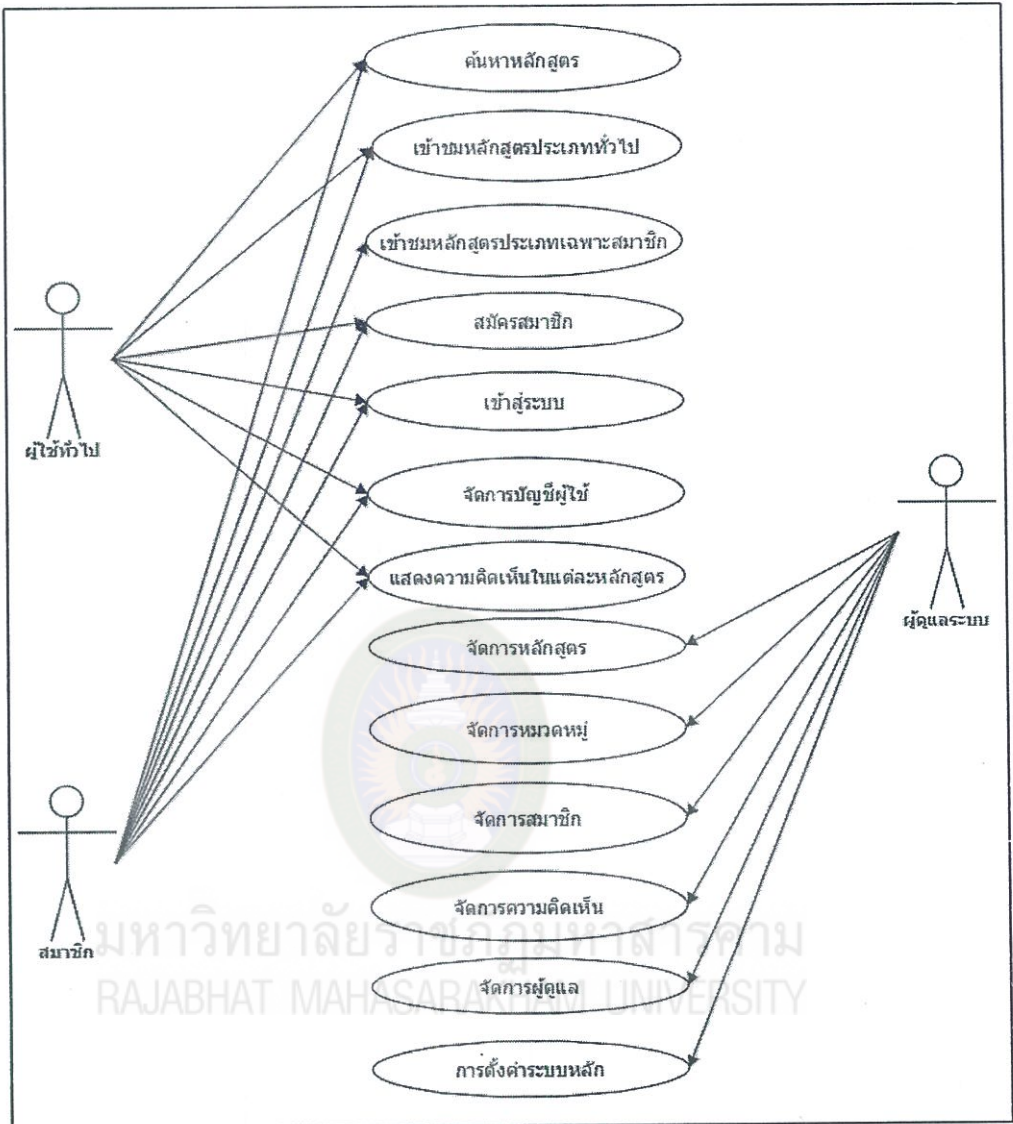 ค้นหาหลักสูตร
เข้าชมหลักสูตรประเภททั่วไป
เข้าชมหลักสูตรประเภทเฉพาะสมาชิก
สมัครสมาชิก
เข้าสู่ระบบ
ผู้ใช้ทั่วไป
จัดการบัญชีผู้ใช้
แสดงความคิดเห็นในแต่ละหลักสูตร
ผู้ดูแลระบบ
จัดการหลักสูตร
จัดการหมวดหมู่
จัดการสมาชิก
จัดการความคิดเห็น
สมาชิก
มหาวิทยาลัยราชภัฏมหาสารคาม
จัดการผู้ดูแล
RAJABHAT MAHASARAKHAM UNIVERSITY
การตั้งค่าระบบหลัก